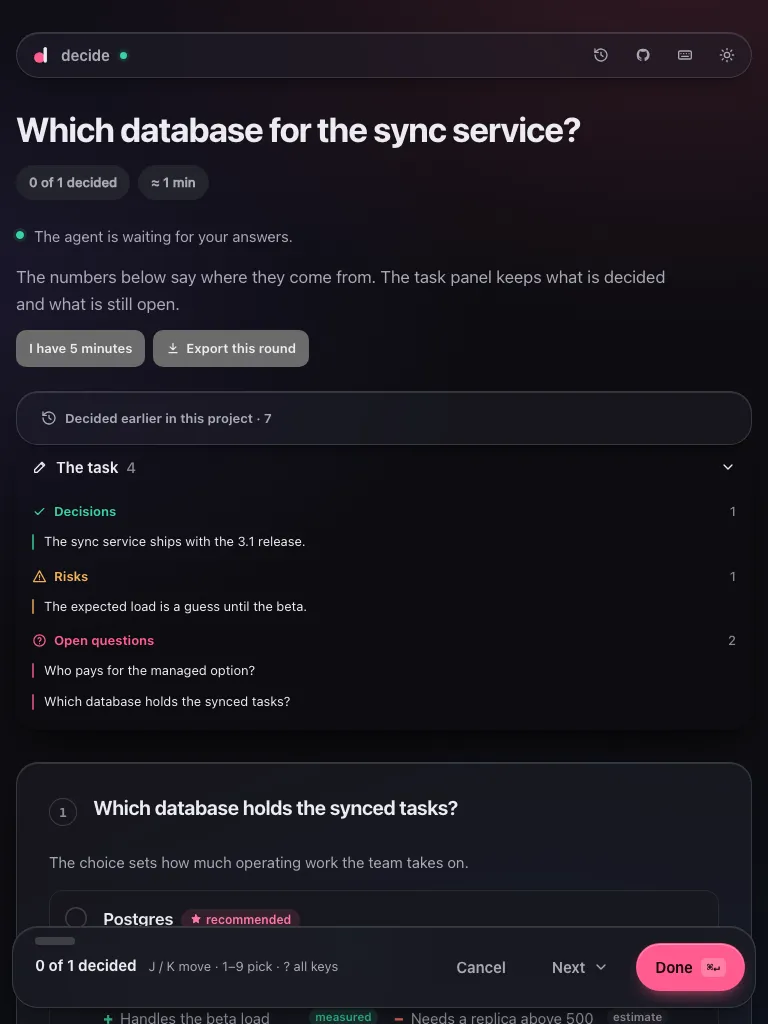 decide
Which database for the sync service?
0 of 1 decided
≈ 1 min
The agent is waiting for your answers.
The numbers below say where they come from. The task panel keeps what is decided
and what is still open.
I have 5 minutes
Export this round
Decided earlier in this project · 7
The task 4
Decisions 1
The sync service ships with the 3.1 release.
Risks 1
The expected load is a guess until the beta.
Open questions 2
Who pays for the managed option?
Which database holds the synced tasks?
1 Which database holds the synced tasks?
The choice sets how much operating work the team takes on.
Postgres ★ recommended
0 of 1 decided J / K move · 1–9 pick · ? all keys Cancel Next Done ⌘↵
+ Handles the beta load measured − Needs a replica above 500 estimate